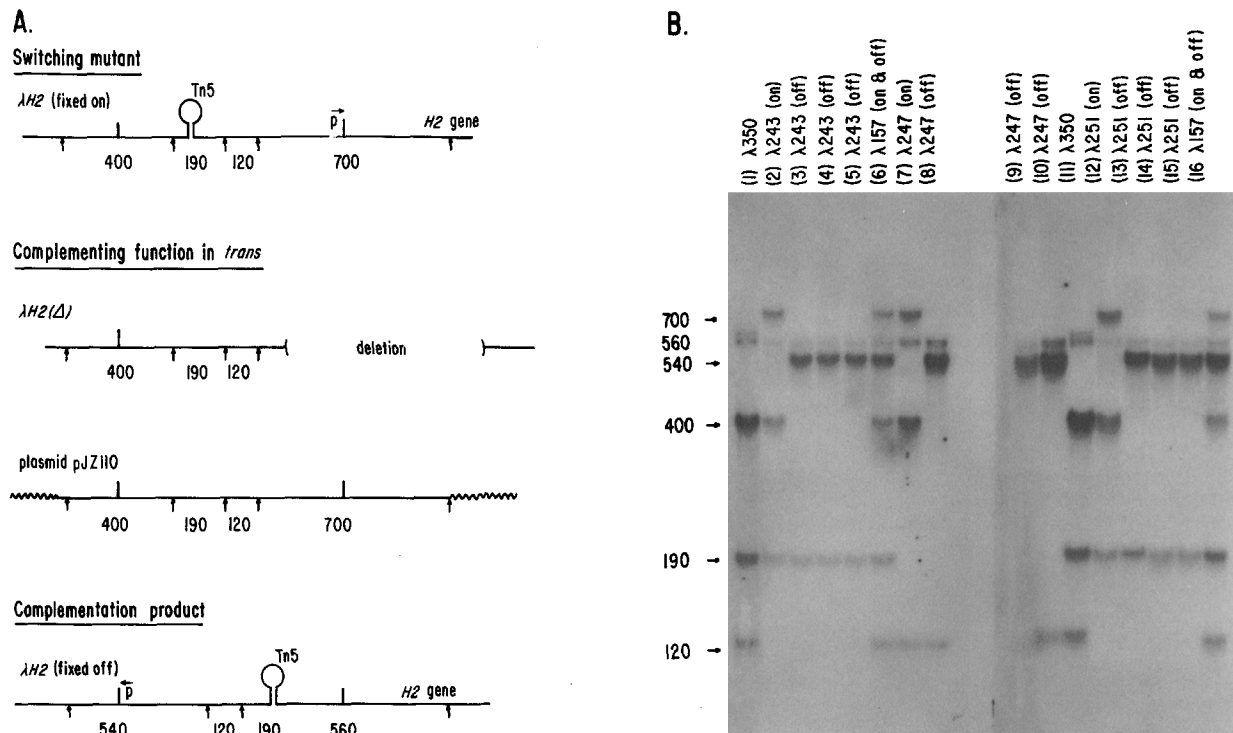 A.
Switching mutant
λH2 (fixed on)
Tn5
p
H2 gene
400
190
120
700
Complementing function in trans
λH2(Δ)
deletion
400
190
120
plasmid pJZ110
400
190
120
700
Complementation product
λH2 (fixed off)
Tn5
p
H2 gene
540
120
190
560
B.
(1) λ350
(2) λ243 (on)
(3) λ243 (off)
(4) λ243 (off)
(5) λ243 (off)
(6) λ157 (on & off)
(7) λ247 (on)
(8) λ247 (off)
(9) λ247 (off)
(10) λ247 (off)
(11) λ350
(12) λ251 (on)
(13) λ251 (off)
(14) λ251 (off)
(15) λ251 (off)
(16 λ157 (on & off)
700
560
540
400
190
120